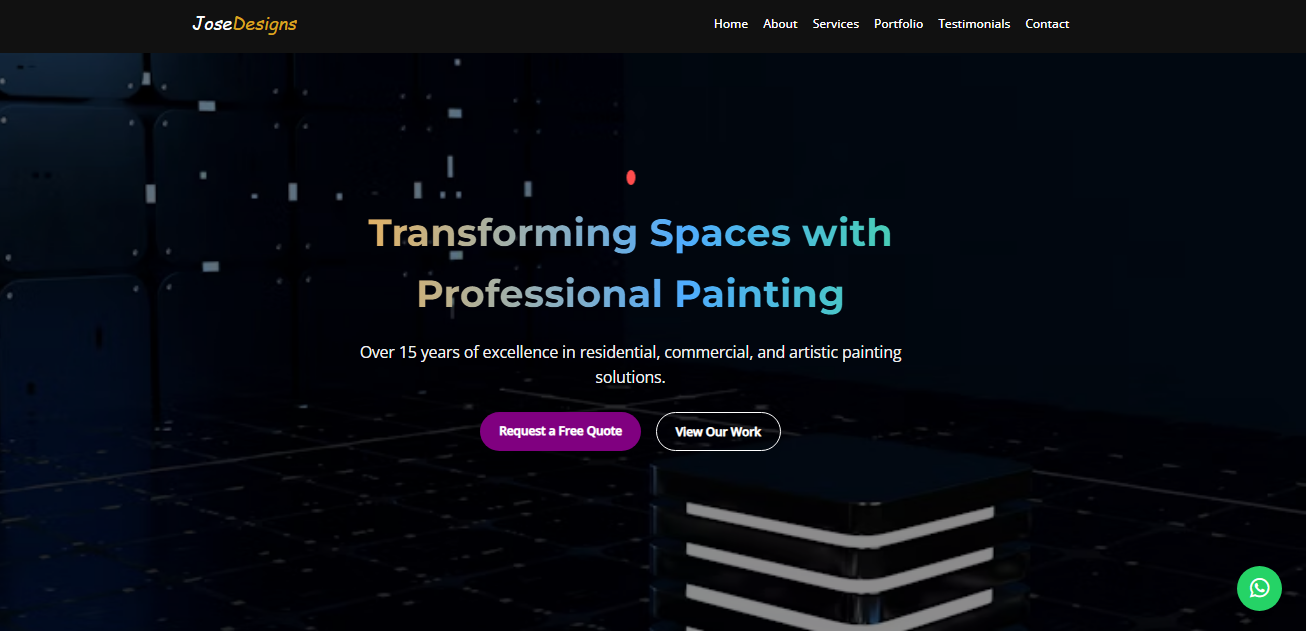 JoseDesigns
Home About Services Portfolio Testimonials Contact
Transforming Spaces with
Professional Painting
Over 15 years of excellence in residential, commercial, and artistic painting
solutions.
Request a Free Quote View Our Work